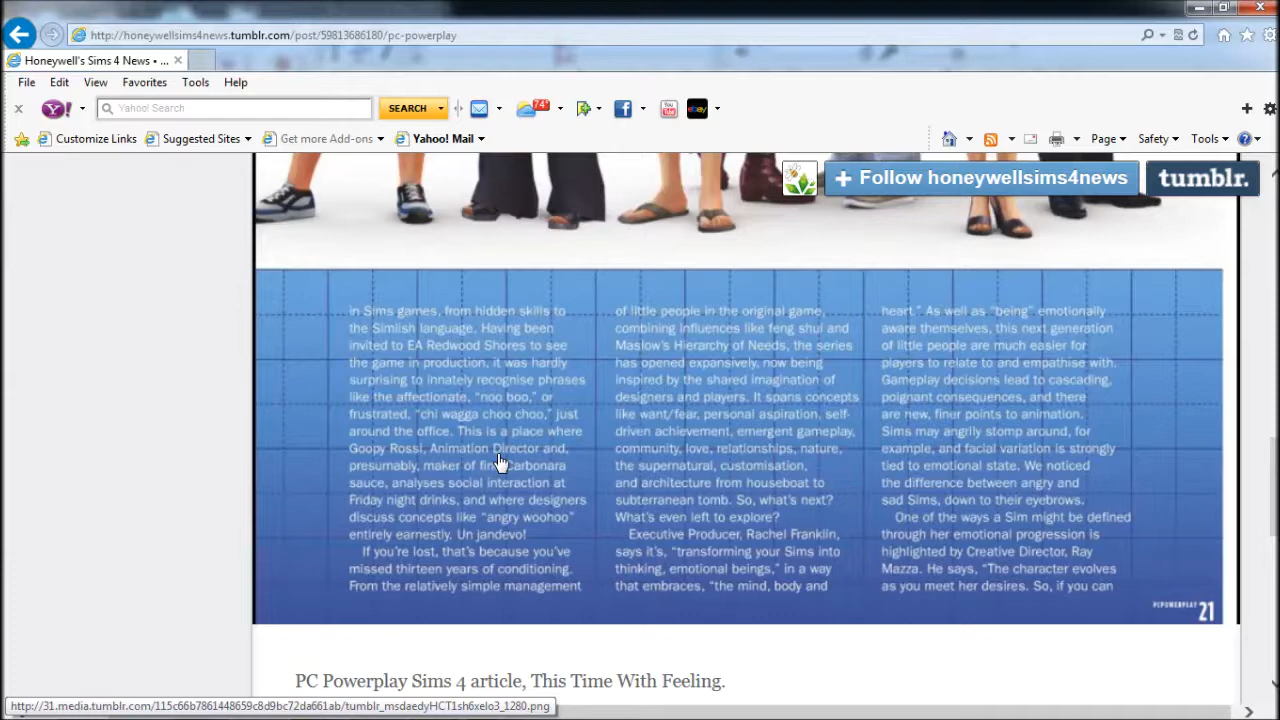 http://honeywellsims4news.tumblr.com/post/59813686180/pc-powerplay
Honeywell's Sims 4 News • ...
File Edit View Favorites Tools Help
Yahoo! Search SEARCH 74° You Tube ebay
Customize Links Suggested Sites Get more Add-ons Yahoo! Mail Page Safety Tools
+ Follow honeywellsims4news tumblr.
in Sims games, from hidden skills to
the Simlish language. Having been
invited to EA Redwood Shores to see
the game in production, it was hardly
surprising to innately recognise phrases
like the affectionate, “noo boo,” or
frustrated, “chi wagga choo choo,” just
around the office. This is a place where
Goopy Rossi, Animation Director and,
presumably, maker of fine Carbonara
sauce, analyses social interaction at
Friday night drinks, and where designers
discuss concepts like “angry woohoo”
entirely earnestly. Un jandevo!
If you're lost, that's because you've
missed thirteen years of conditioning.
From the relatively simple management
of little people in the original game,
combining influences like feng shui and
Maslow's Hierarchy of Needs, the series
has opened expansively, now being
inspired by the shared imagination of
designers and players. It spans concepts
like want/fear, personal aspiration, self-
driven achievement, emergent gameplay,
community, love, relationships, nature,
the supernatural, customisation,
and architecture from houseboat to
subterranean tomb. So, what's next?
What's even left to explore?
Executive Producer, Rachel Franklin,
says it's, “transforming your Sims into
thinking, emotional beings,” in a way
that embraces, “the mind, body and
heart.” As well as “being” emotionally
aware themselves, this next generation
of little people are much easier for
players to relate to and empathise with.
Gameplay decisions lead to cascading,
poignant consequences, and there
are new, finer points to animation.
Sims may angrily stomp around, for
example, and facial variation is strongly
tied to emotional state. We noticed
the difference between angry and
sad Sims, down to their eyebrows.
One of the ways a Sim might be defined
through her emotional progression is
highlighted by Creative Director, Ray
Mazza. He says, “The character evolves
as you meet her desires. So, if you can
PCPOWERPLAY 21
PC Powerplay Sims 4 article, This Time With Feeling.
http://31.media.tumblr.com/115c66b7861448659c8d9bc72da661ab/tumblr_msdaedyHCT1sh6xelo3_1280.png